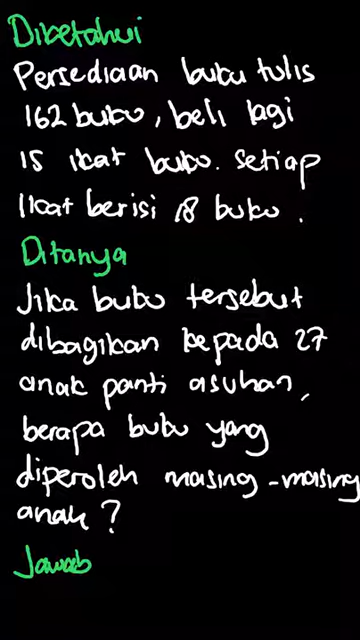 Diketahui
Persediaan buku tulis
162 buku, beli lagi
15 ikat buku. Setiap
ikat berisi 18 buku.
Ditanya
Jika buku tersebut
dibagikan kepada 27
anak panti asuhan,
berapa buku yang
diperoleh masing-masing
anak?
Jawab